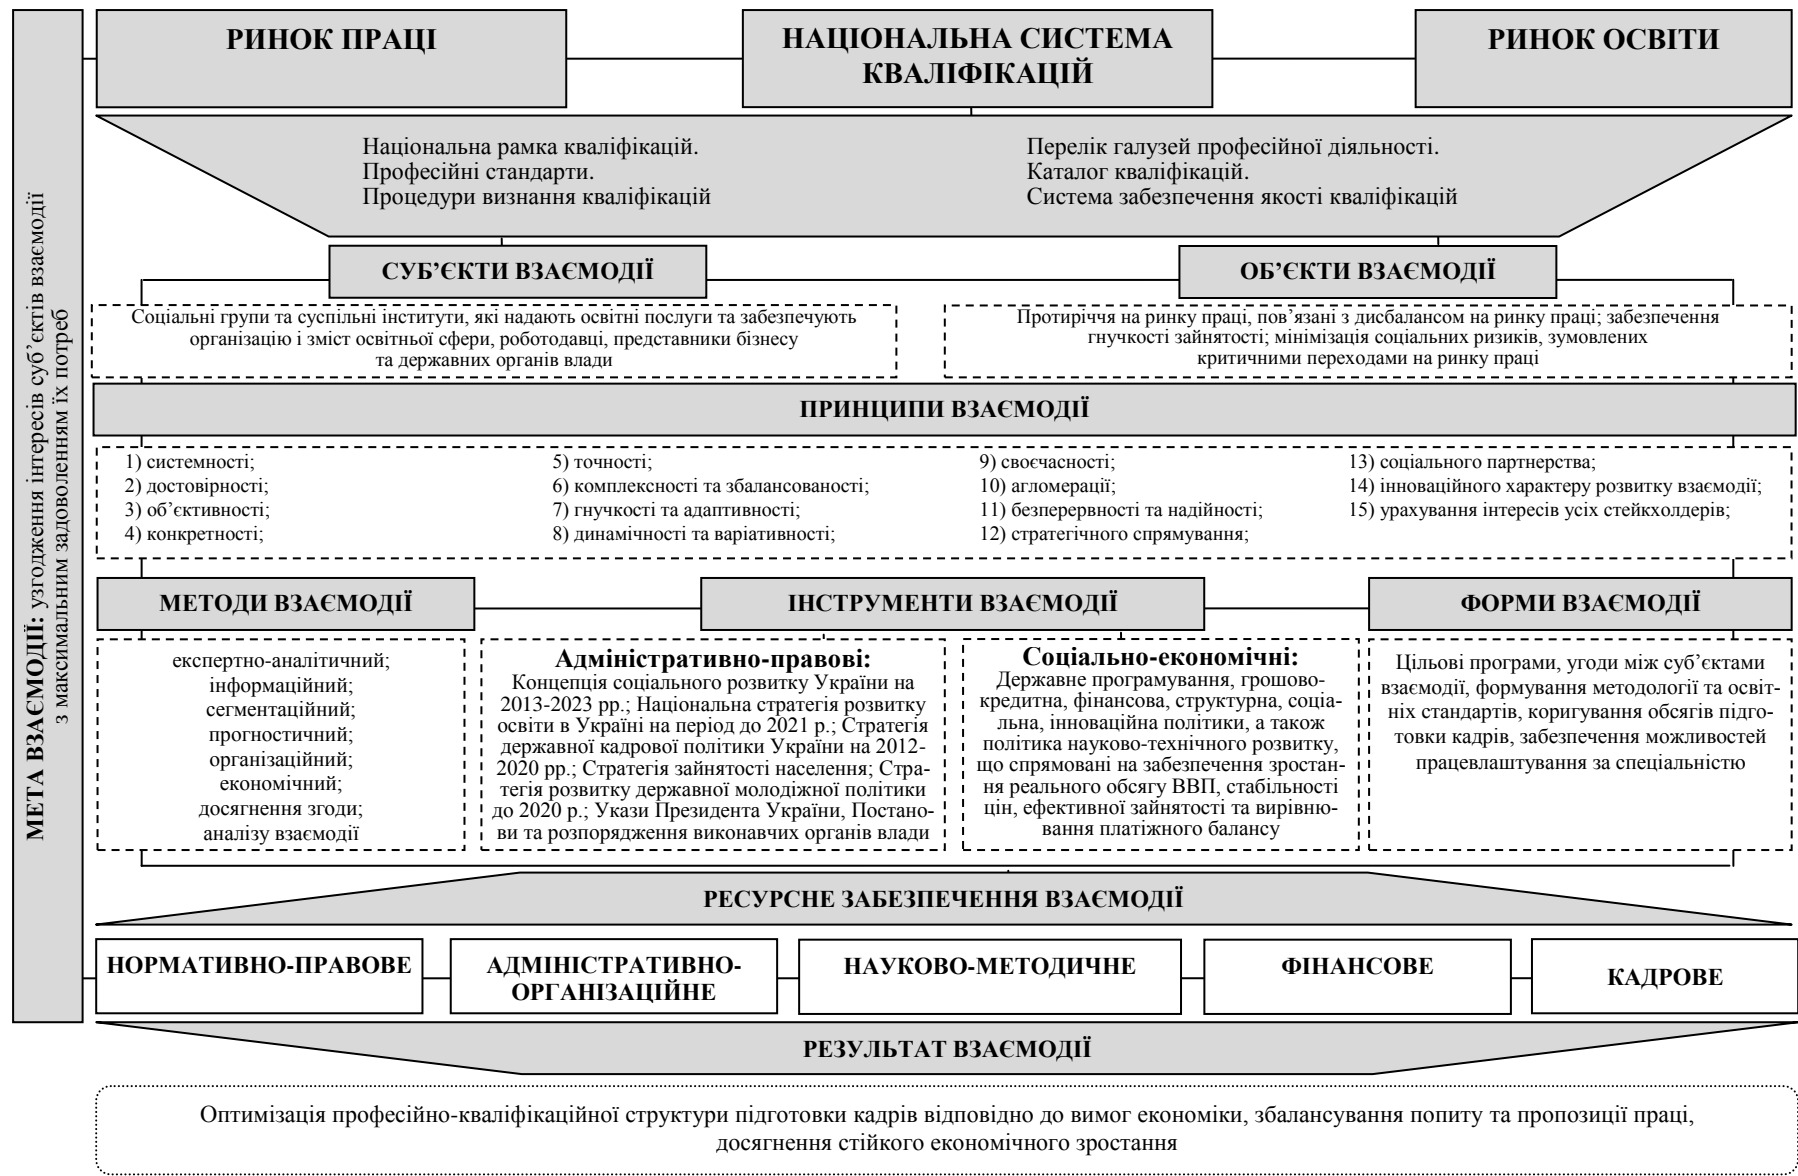 МЕТА ВЗАЄМОДІЇ: узгодження інтересів суб’єктів взаємодії
з максимальним задоволенням їх потреб
РИНОК ПРАЦІ
НАЦІОНАЛЬНА СИСТЕМА
КВАЛІФІКАЦІЙ
РИНОК ОСВІТИ
Національна рамка кваліфікацій.
Професійні стандарти.
Процедури визнання кваліфікацій
Перелік галузей професійної діяльності.
Каталог кваліфікацій.
Система забезпечення якості кваліфікацій
СУБ’ЄКТИ ВЗАЄМОДІЇ
ОБ’ЄКТИ ВЗАЄМОДІЇ
Соціальні групи та суспільні інститути, які надають освітні послуги та забезпечують
організацію і зміст освітньої сфери, роботодавці, представники бізнесу
та державних органів влади
Протиріччя на ринку праці, пов’язані з дисбалансом на ринку праці; забезпечення
гнучкості зайнятості; мінімізація соціальних ризиків, зумовлених
критичними переходами на ринку праці
ПРИНЦИПИ ВЗАЄМОДІЇ
1) системності;
2) достовірності;
3) об’єктивності;
4) конкретності;
5) точності;
6) комплексності та збалансованості;
7) гнучкості та адаптивності;
8) динамічності та варіативності;
9) своєчасності;
10) агломерації;
11) безперервності та надійності;
12) стратегічного спрямування;
13) соціального партнерства;
14) інноваційного характеру розвитку взаємодії;
15) урахування інтересів усіх стейкхолдерів;
МЕТОДИ ВЗАЄМОДІЇ
ІНСТРУМЕНТИ ВЗАЄМОДІЇ
ФОРМИ ВЗАЄМОДІЇ
експертно-аналітичний;
інформаційний;
сегментаційний;
прогностичний;
організаційний;
економічний;
досягнення згоди;
аналізу взаємодії
Адміністративно-правові:
Концепція соціального розвитку України на
2013-2023 рр.; Національна стратегія розвитку
освіти в Україні на період до 2021 р.; Стратегія
державної кадрової політики України на 2012-
2020 рр.; Стратегія зайнятості населення; Стра-
тегія розвитку державної молодіжної політики
до 2020 р.; Укази Президента України, Постано-
ви та розпорядження виконавчих органів влади
Соціально-економічні:
Державне програмування, грошово-
кредитна, фінансова, структурна, соціа-
льна, інноваційна політики, а також
політика науково-технічного розвитку,
що спрямовані на забезпечення зростан-
ня реального обсягу ВВП, стабільності
цін, ефективної зайнятості та вирівню-
вання платіжного балансу
Цільові програми, угоди між суб’єктами
взаємодії, формування методології та освіт-
ніх стандартів, коригування обсягів підго-
товки кадрів, забезпечення можливостей
працевлаштування за спеціальністю
РЕСУРСНЕ ЗАБЕЗПЕЧЕННЯ ВЗАЄМОДІЇ
НОРМАТИВНО-ПРАВОВЕ
АДМІНІСТРАТИВНО-
ОРГАНІЗАЦІЙНЕ
НАУКОВО-МЕТОДИЧНЕ
ФІНАНСОВЕ
КАДРОВЕ
РЕЗУЛЬТАТ ВЗАЄМОДІЇ
Оптимізація професійно-кваліфікаційної структури підготовки кадрів відповідно до вимог економіки, збалансування попиту та пропозиції праці,
досягнення стійкого економічного зростання